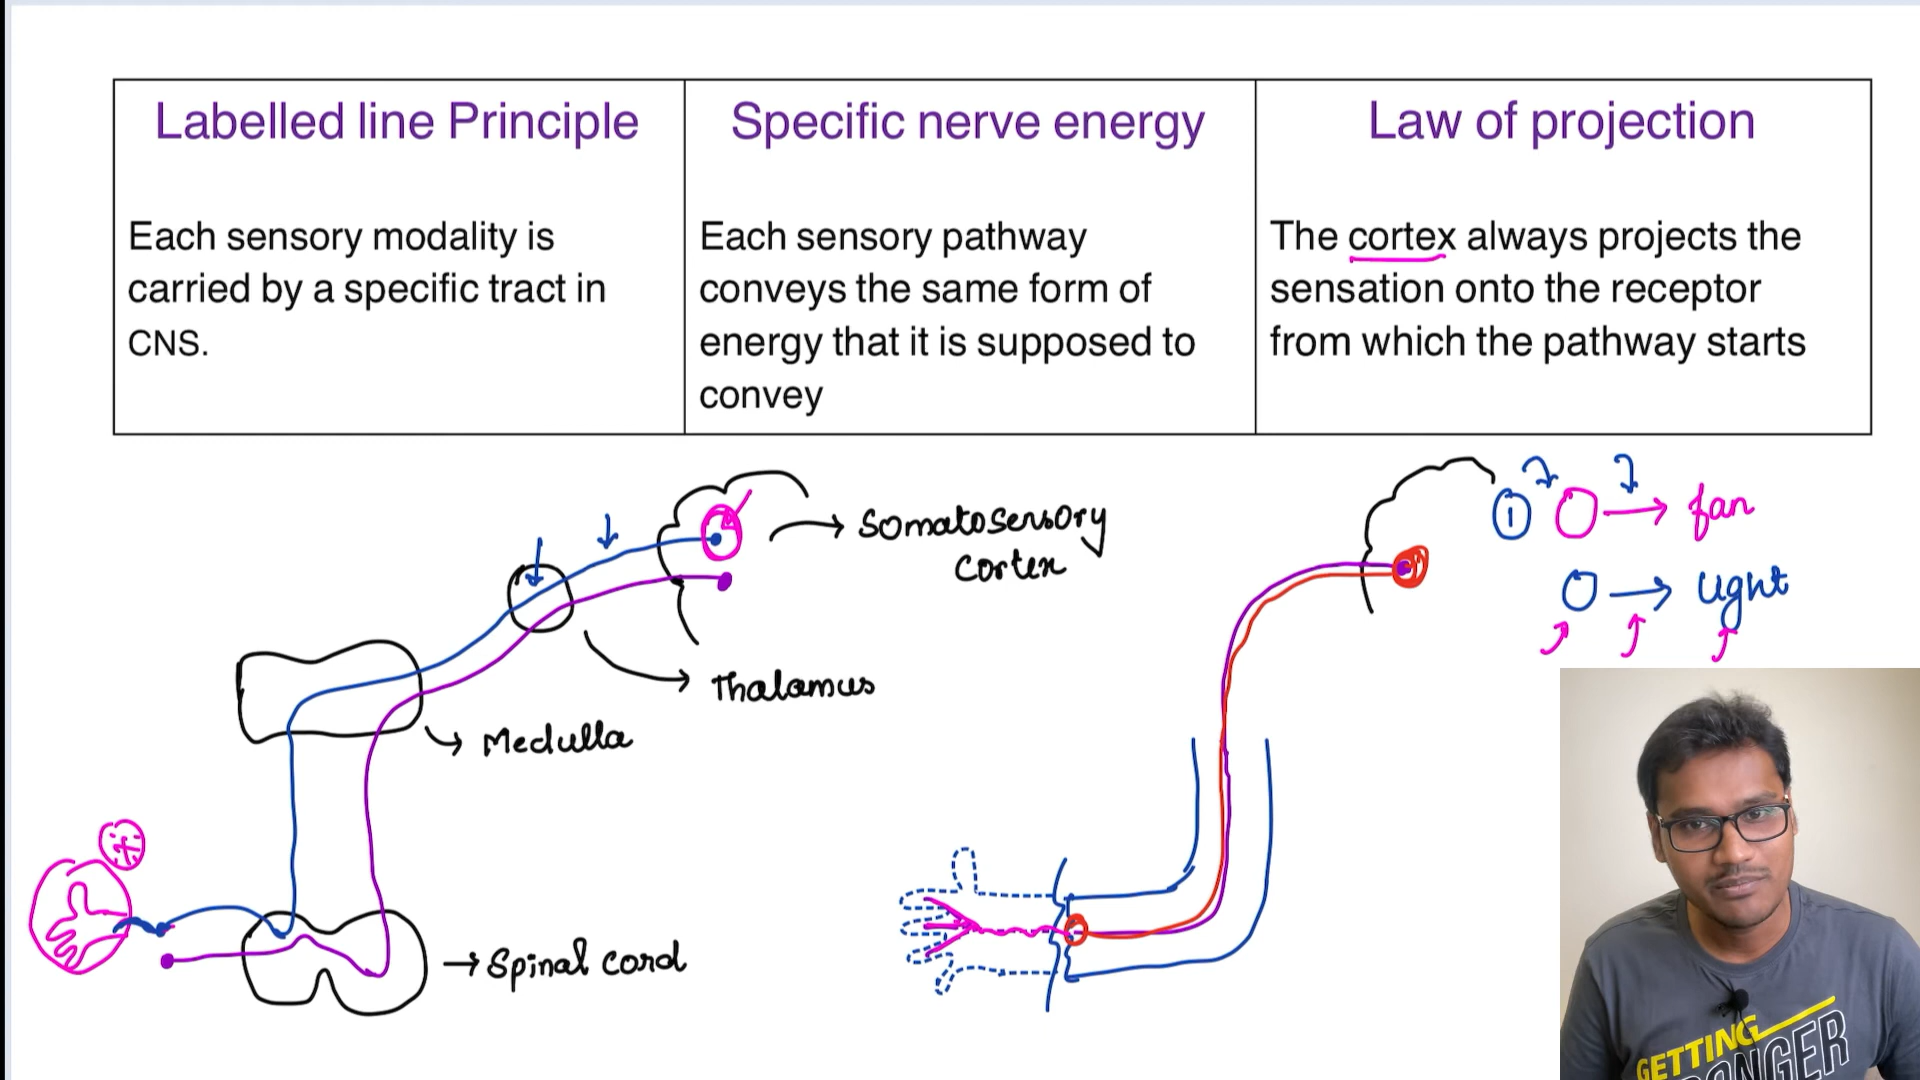 Labelled line Principle
Each sensory modality is
carried by a specific tract in
CNS.
Specific nerve energy
Each sensory pathway
conveys the same form of
energy that it is supposed to
convey
Law of projection
The cortex always projects the
sensation onto the receptor
from which the pathway starts
Somatosensory
Cortex
Thalamus
Medulla
Spinal cord
1
fan
light
GETTING